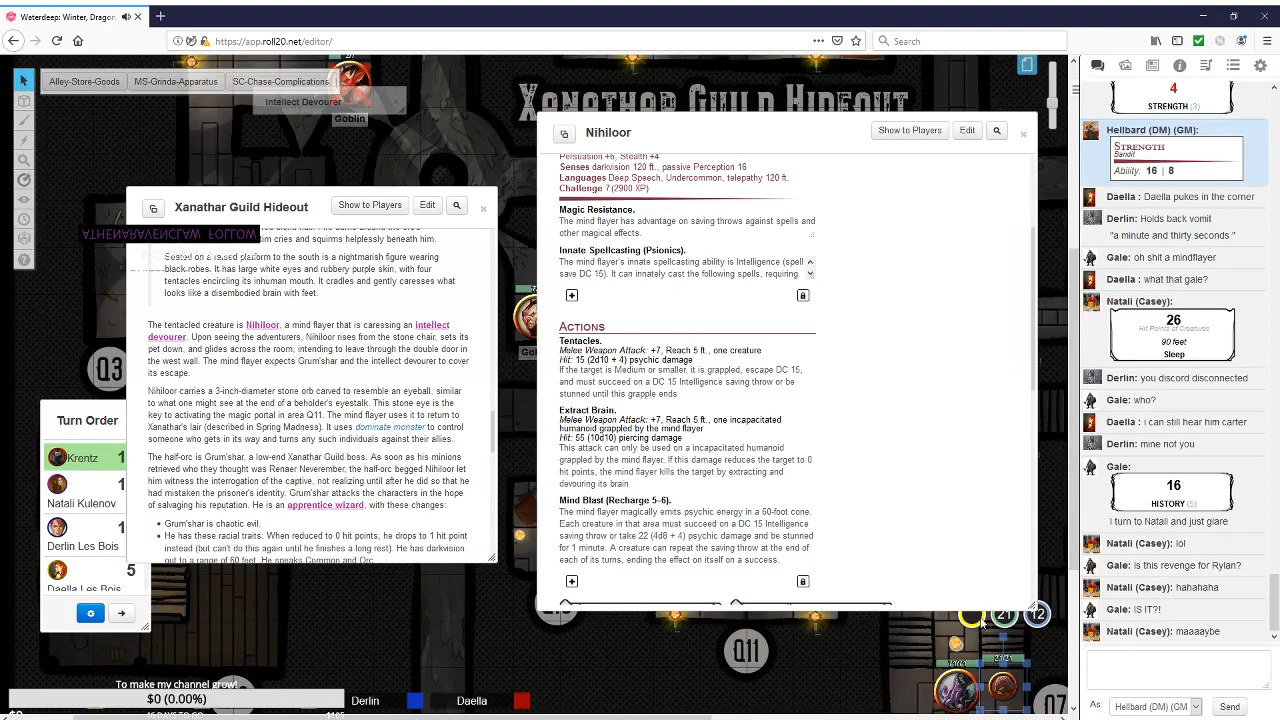 Waterdeep: Winter, Dragon
https://app.roll20.net/editor/
Search
Alley-Store-Goods
MS-Grinda-Apparatus
SC-Chase-Complications
Intellect Devourer
Goblin
XANATHAR GUILD HIDEOUT
Xanathar Guild Hideout
Show to Players
Edit
ATHENARAVENCLAW FOLLOW
tim cries and squirms helplessly beneath him.
Seated on a raised platform to the south is a nightmarish figure wearing
black robes. It has large white eyes and rubbery purple skin, with four
tentacles encircling its inhuman mouth. It cradles and gently caresses what
looks like a disembodied brain with feet.
The tentacled creature is Nihiloor, a mind flayer that is caressing an intellect
devourer. Upon seeing the adventurers, Nihiloor rises from the stone chair, sets its
pet down, and glides across the room, intending to leave through the double door in
the west wall. The mind flayer expects Grum'shar and the intellect devourer to cover
its escape.
Nihiloor carries a 3-inch-diameter stone orb carved to resemble an eyeball, similar
to what one might see at the end of a beholder's eyestalk. This stone eye is the
key to activating the magic portal in area Q11. The mind flayer uses it to return to
Xanathar's lair (described in Spring Madness). It uses dominate monster to control
someone who gets in its way and turns any such individuals against their allies.
The half-orc is Grum'shar, a low-end Xanathar Guild boss. As soon as his minions
retrieved who they thought was Renaer Neverember, the half-orc begged Nihiloor let
him witness the interrogation of the captive, not realizing until after he did so that he
had mistaken the prisoner's identity. Grum'shar attacks the characters in the hope
of salvaging his reputation. He is an apprentice wizard, with these changes:
• Grum'shar is chaotic evil.
• He has these racial traits: When reduced to 0 hit points, he drops to 1 hit point
instead (but can't do this again until he finishes a long rest). He has darkvision
out to a range of 60 feet. He speaks Common and Orc.
Nihiloor
Show to Players
Edit
Persuasion +6, Stealth +4
Senses darkvision 120 ft., passive Perception 16
Languages Deep Speech, Undercommon, telepathy 120 ft.
Challenge 7 (2900 XP)
Magic Resistance.
The mind flayer has advantage on saving throws against spells and
other magical effects.
Innate Spellcasting (Psionics).
The mind flayer's innate spellcasting ability is Intelligence (spell
save DC 15). It can innately cast the following spells, requiring
ACTIONS
Tentacles.
Melee Weapon Attack: +7, Reach 5 ft., one creature
Hit: 15 (2d10 + 4) psychic damage
If the target is Medium or smaller, it is grappled, escape DC 15,
and must succeed on a DC 15 Intelligence saving throw or be
stunned until this grapple ends
Extract Brain.
Melee Weapon Attack: +7, Reach 5 ft., one incapacitated
humanoid grappled by the mind flayer
Hit: 55 (10d10) piercing damage
This attack can only be used on a incapacitated humanoid
grappled by the mind flayer. If this damage reduces the target to 0
hit points, the mind flayer kills the target by extracting and
devouring its brain
Mind Blast (Recharge 5-6).
The mind flayer magically emits psychic energy in a 60-foot cone.
Each creature in that area must succeed on a DC 15 Intelligence
saving throw or take 22 (4d8 + 4) psychic damage and be stunned
for 1 minute. A creature can repeat the saving throw at the end of
each of its turns, ending the effect on itself on a success.
Q3
Turn Order
Krentz 1
Natali Kulenov 1
Derlin Les Bois 1
Daella Les Bois 5
To make my channel grow!
$0 (0.00%)
Derlin
Daella
Q11
21
12
Q7
4
STRENGTH (3)
Hellbard (DM) (GM):
STRENGTH
Bandit
Ability: 16 | 8
Daella: Daella pukes in the corner
Derlin: Holds back vomit
"a minute and thirty seconds "
Gale: oh shit a mindflayer
Daella : what that gale?
Natali (Casey):
26
Hit Points of Creatures
90 feet
Sleep
Derlin: you discord disconnected
Gale: who?
Daella : i can still hear him carter
Derlin: mine not you
Gale:
16
HISTORY (5)
I turn to Natali and just glare
Natali (Casey): lol
Gale: is this revenge for Rylan?
Natali (Casey): hahahaha
Gale: IS IT?!
Natali (Casey): maaaaybe
As: Hellbard (DM) (GM
Send